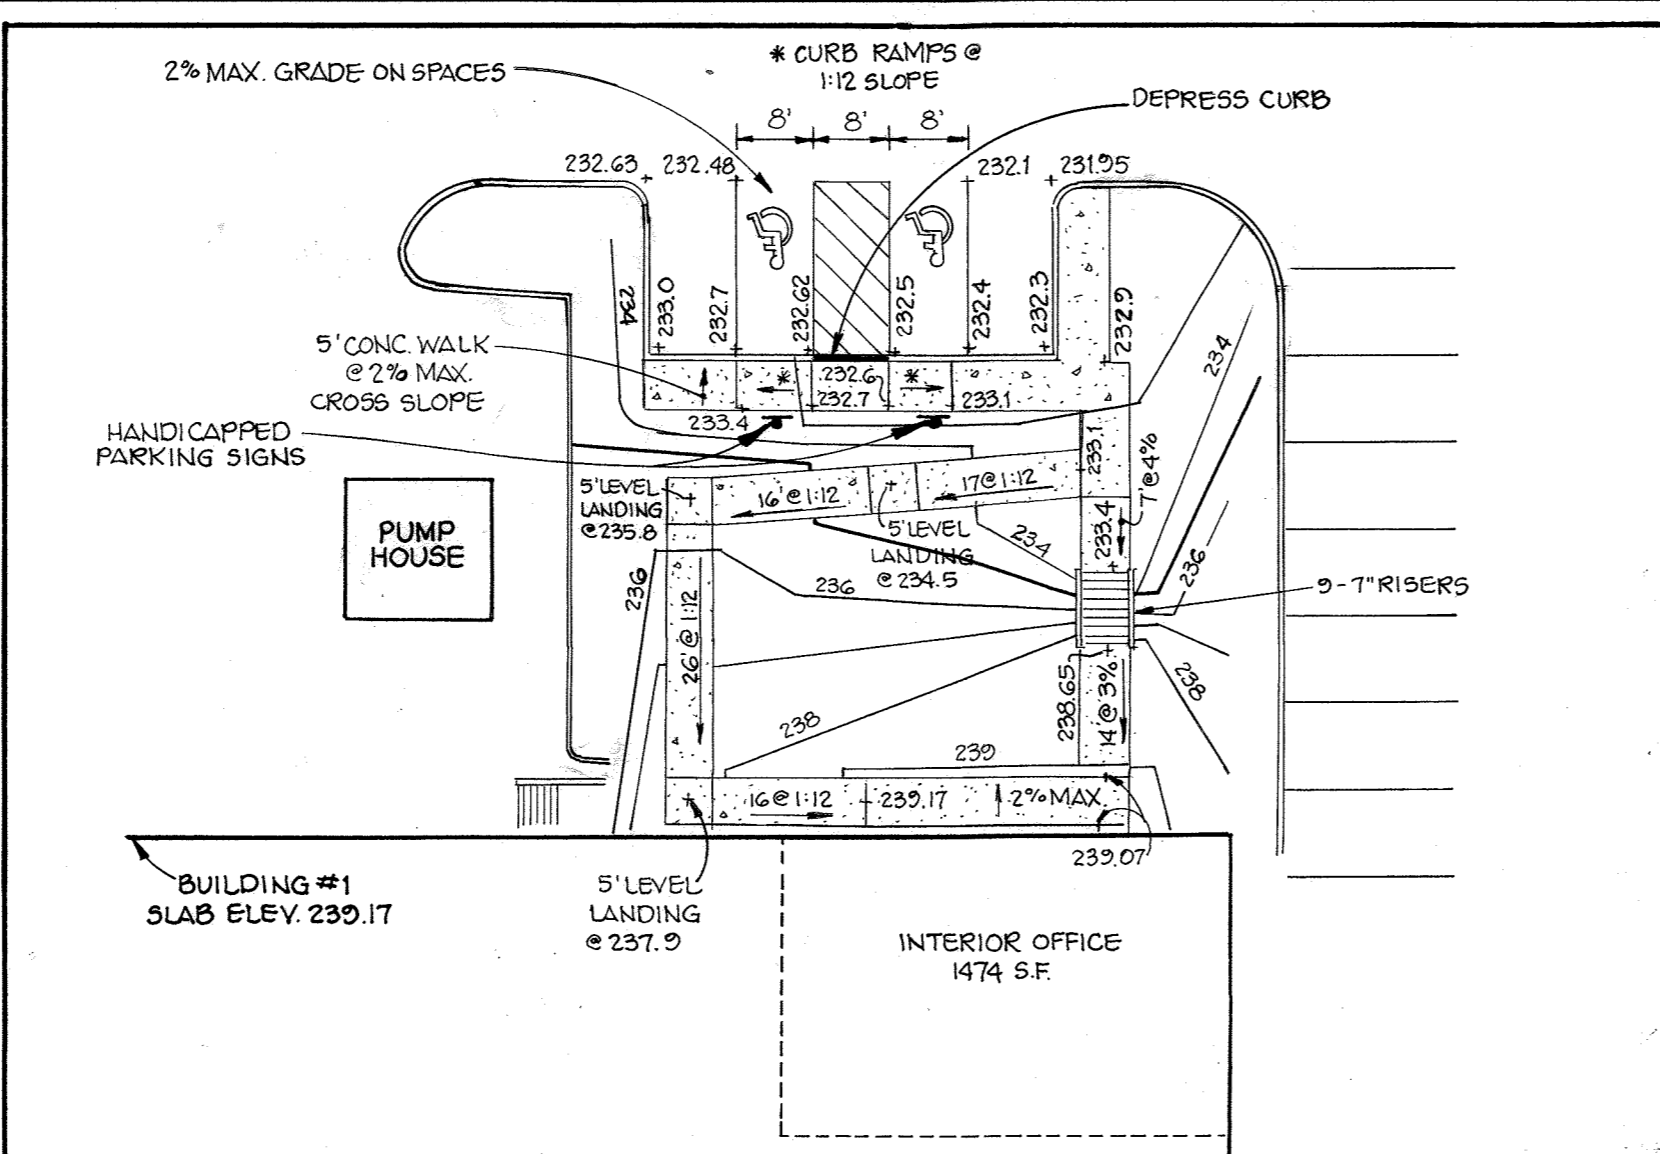 2% MAX. GRADE ON SPACES
* CURB RAMPS @
1:12 SLOPE
DEPRESS CURB
8' 8' 8'
232.63 232.48 232.1 231.95
234
233.0
232.7
232.62
232.5
232.4
232.3
232.9
234
5' CONC. WALK
@ 2% MAX.
CROSS SLOPE
* 232.6 *
232.7 233.1
233.4
HANDICAPPED
PARKING SIGNS
233.1
7' @ 4%
5' LEVEL
LANDING
@ 235.8
16' @ 1:12
17 @ 1:12
PUMP
HOUSE
5' LEVEL
LANDING
@ 234.5
234
233.4
236
236
236
9-7" RISERS
26' @ 1:12
238.65
14 @ 3%
238
238
239
16 @ 1:12 239.17 2% MAX.
239.07
BUILDING #1
SLAB ELEV. 239.17
5' LEVEL
LANDING
@ 237.9
INTERIOR OFFICE
1474 S.F.